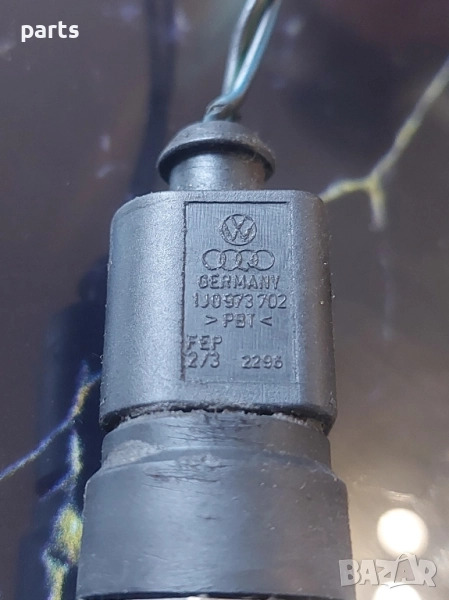 parts
GERMANY
1J0973702
>PBT<
FEP
2/3 2296
BAZAR